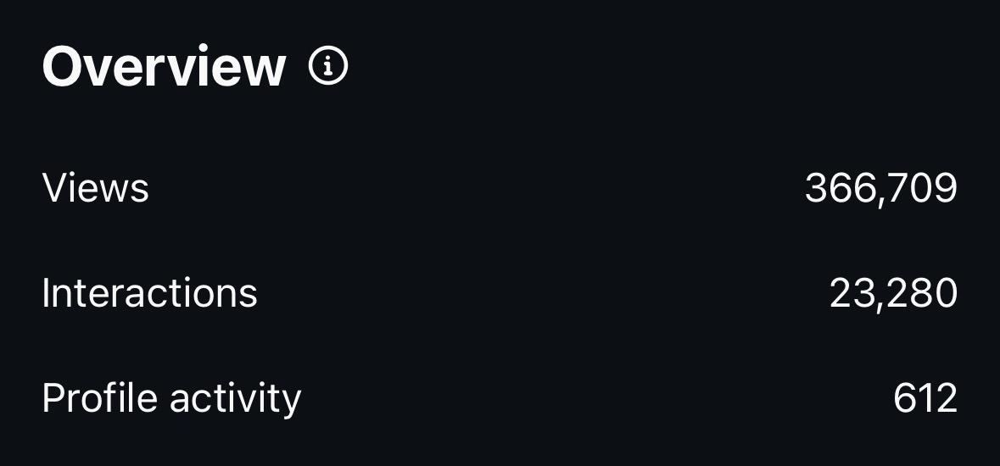 Overview
Views 366,709
Interactions 23,280
Profile activity 612